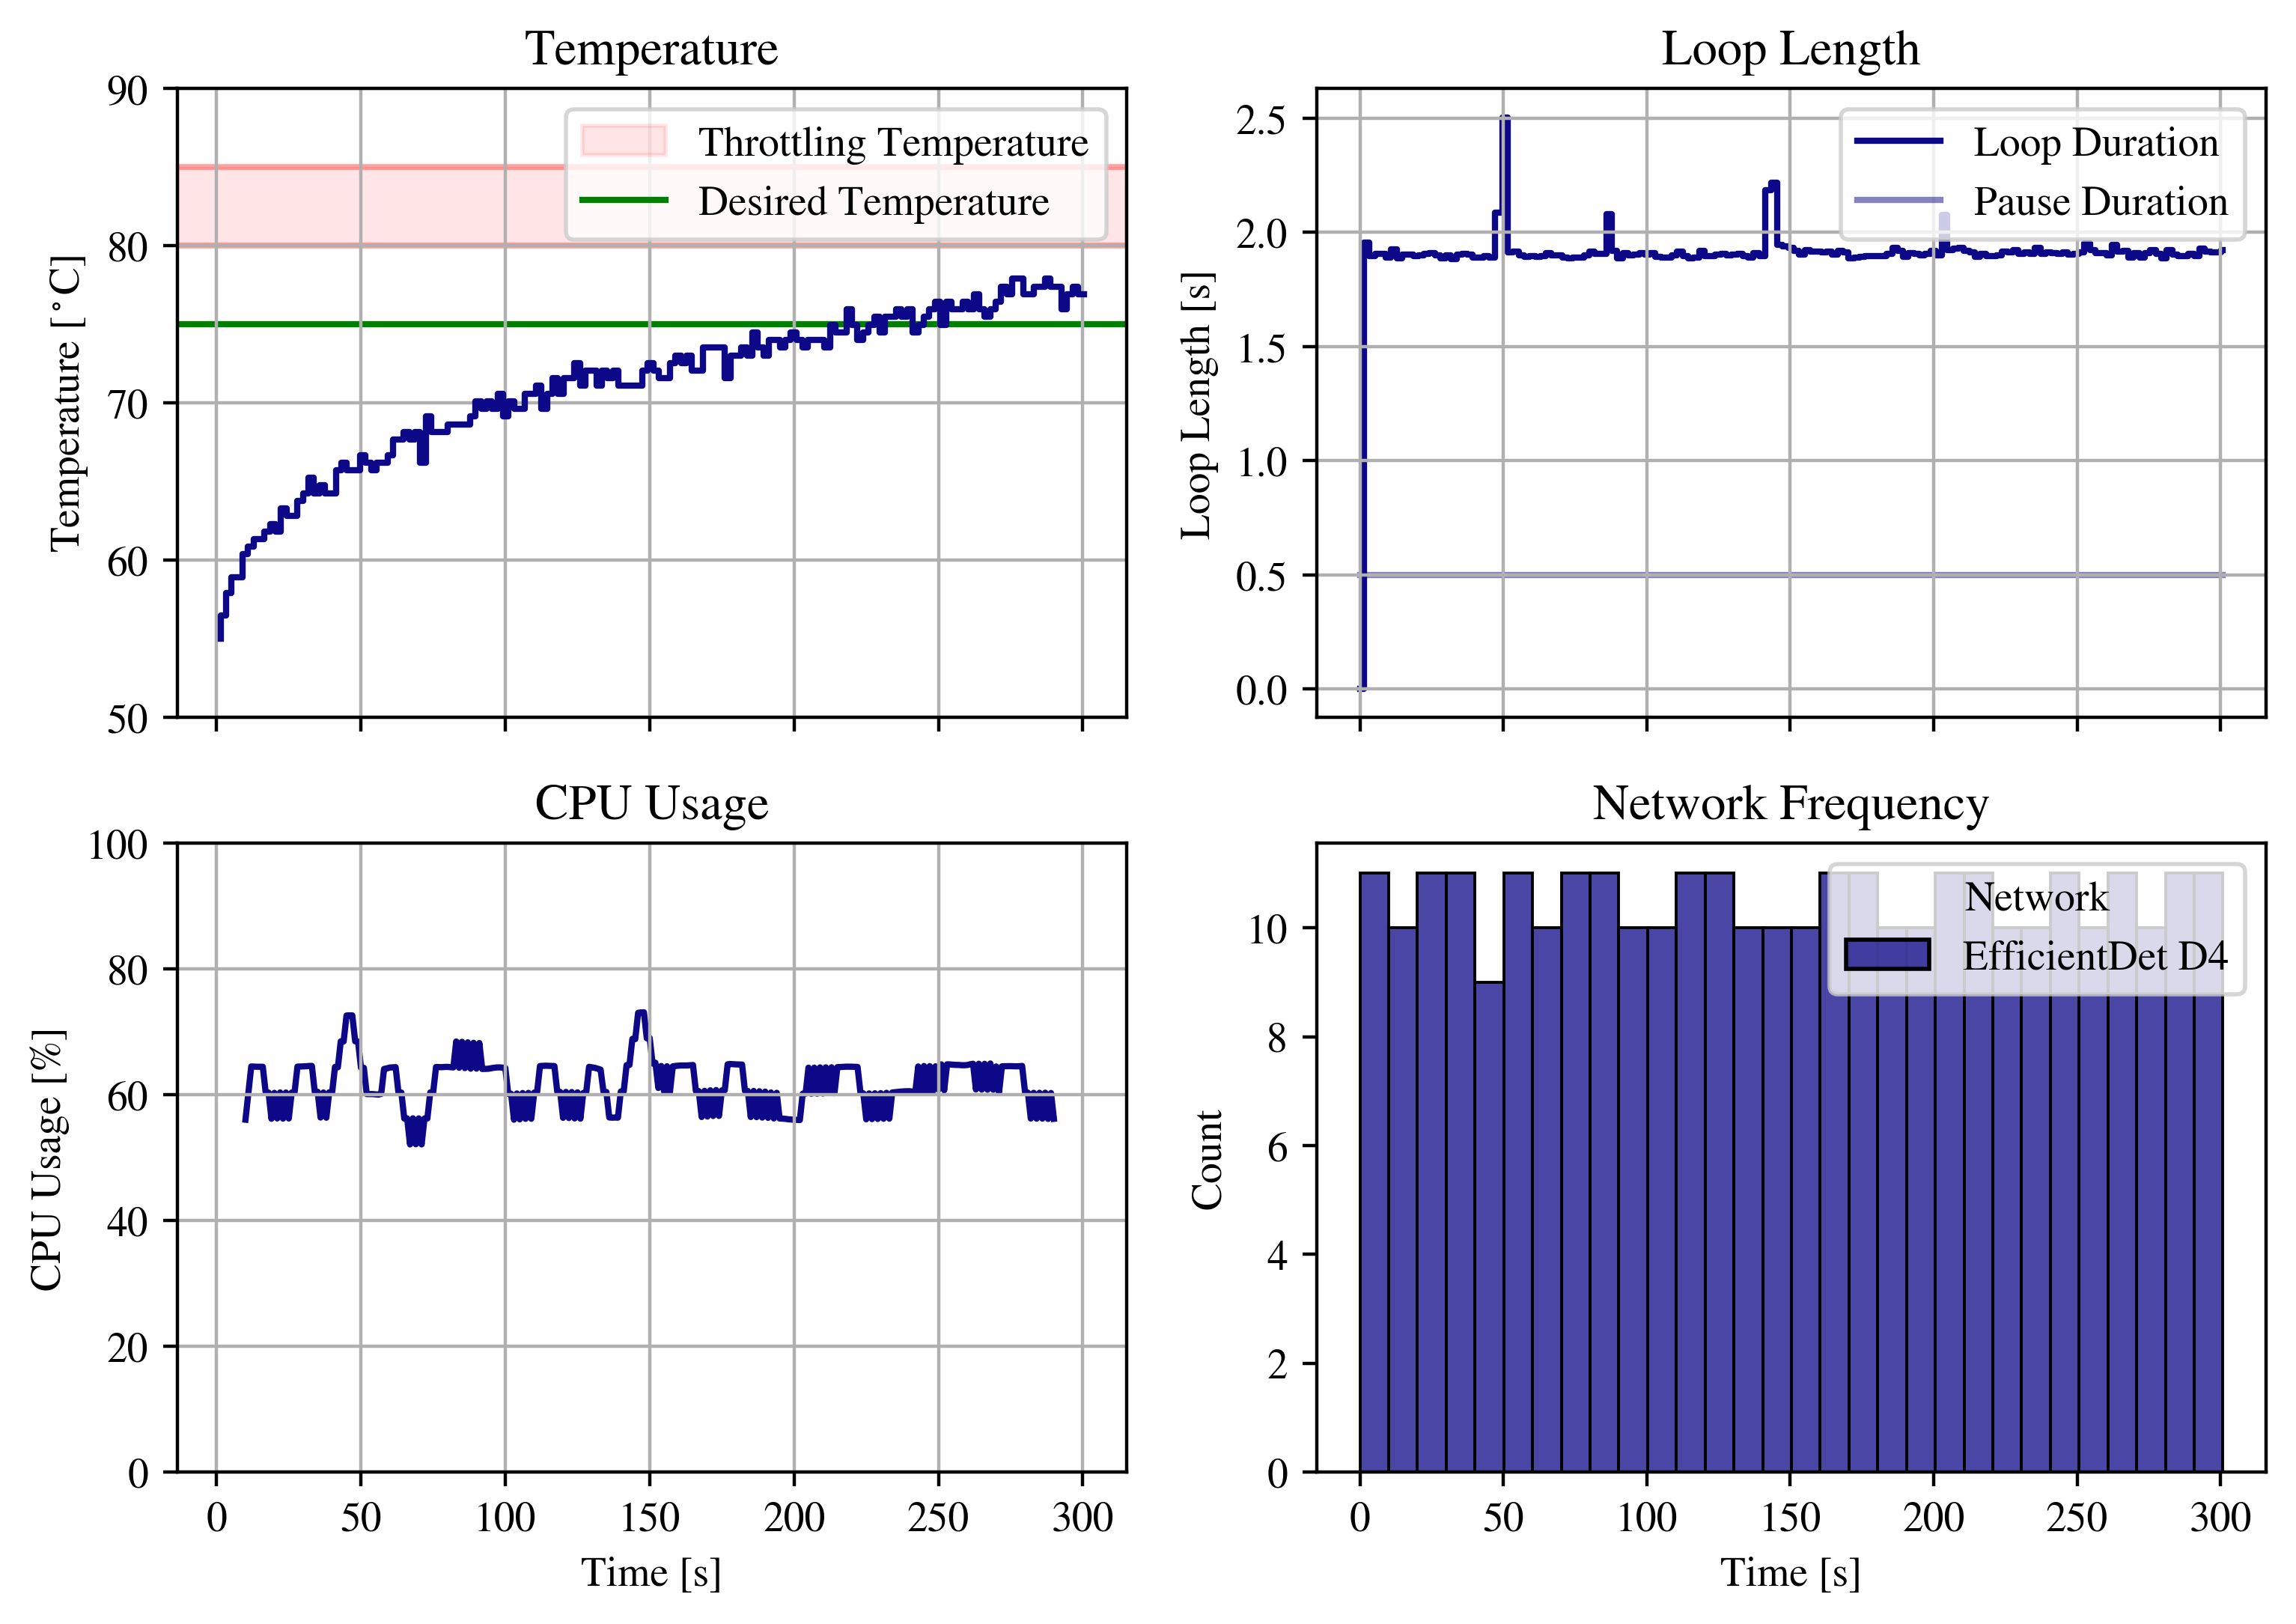 Temperature
90
80
70
60
50
Temperature [°C]
Throttling Temperature
Desired Temperature
Loop Length
2.5
2.0
1.5
1.0
0.5
0.0
Loop Length [s]
Loop Duration
Pause Duration
CPU Usage
100
80
60
40
20
0
CPU Usage [%]
0 50 100 150 200 250 300
Time [s]
Network Frequency
10
8
6
4
2
0
Count
Network
EfficientDet D4
0 50 100 150 200 250 300
Time [s]